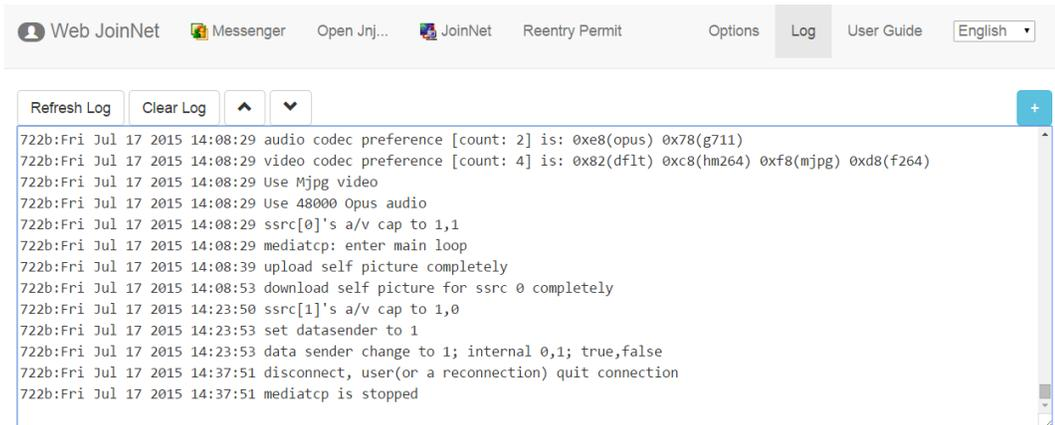 Web JoinNet Messenger Open Jnj... JoinNet Reentry Permit Options Log User Guide English
Refresh Log Clear Log +
722b:Fri Jul 17 2015 14:08:29 audio codec preference [count: 2] is: 0xe8(opus) 0x78(g711)
722b:Fri Jul 17 2015 14:08:29 video codec preference [count: 4] is: 0x82(dflt) 0xc8(hm264) 0xf8(mjpg) 0xd8(f264)
722b:Fri Jul 17 2015 14:08:29 Use Mjpg video
722b:Fri Jul 17 2015 14:08:29 Use 48000 Opus audio
722b:Fri Jul 17 2015 14:08:29 ssrc[0]'s a/v cap to 1,1
722b:Fri Jul 17 2015 14:08:29 mediatcp: enter main loop
722b:Fri Jul 17 2015 14:08:39 upload self picture completely
722b:Fri Jul 17 2015 14:08:53 download self picture for ssrc 0 completely
722b:Fri Jul 17 2015 14:23:50 ssrc[1]'s a/v cap to 1,0
722b:Fri Jul 17 2015 14:23:53 set datasender to 1
722b:Fri Jul 17 2015 14:23:53 data sender change to 1; internal 0,1; true,false
722b:Fri Jul 17 2015 14:37:51 disconnect, user(or a reconnection) quit connection
722b:Fri Jul 17 2015 14:37:51 mediatcp is stopped